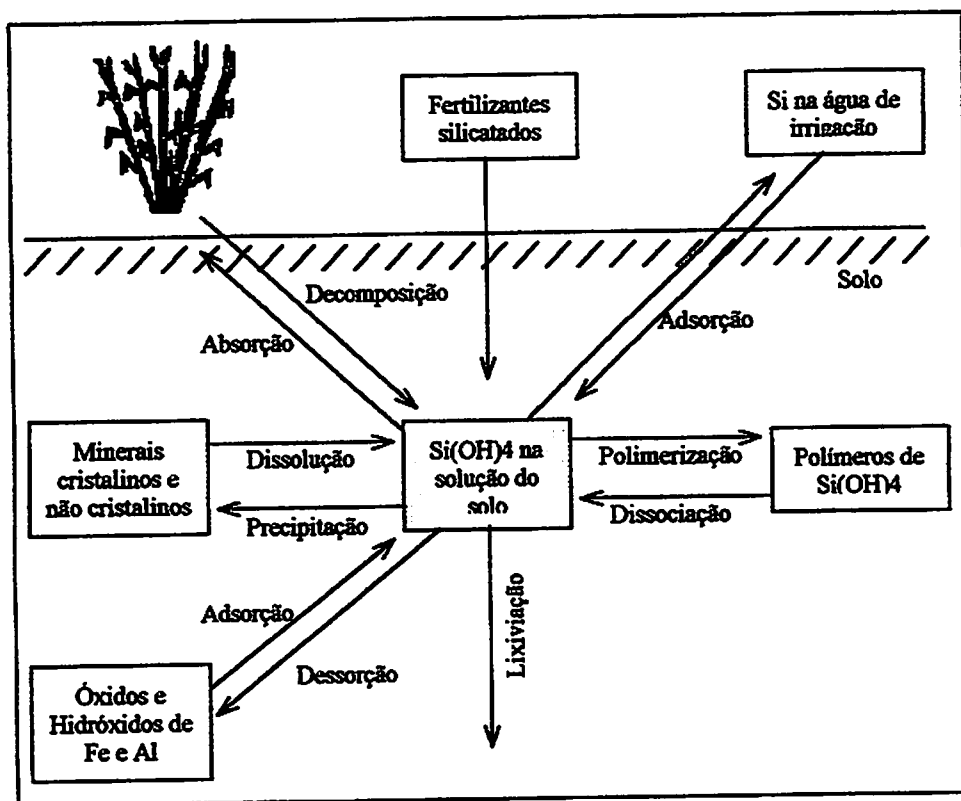 Fertilizantes
silicatados
Si na água de
irrigação
Solo
Decomposição
Absorção
Adsorção
Minerais
cristalinos e
não cristalinos
Dissolução
Precipitação
Si(OH)4 na
solução do
solo
Polimerização
Dissociação
Polímeros de
Si(OH)4
Adsorção
Dessorção
Lixiviação
Óxidos e
Hidróxidos de
Fe e Al